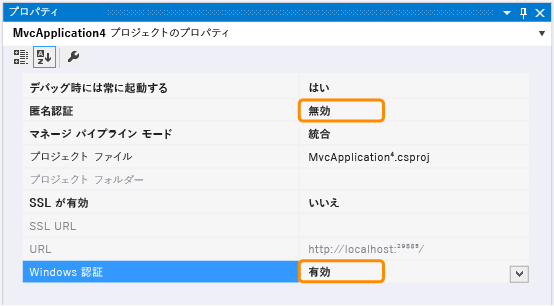 プロパティ
MvcApplication4 プロジェクトのプロパティ
デバッグ時には常に起動する はい
匿名認証 無効
マネージ パイプライン モード 統合
プロジェクト ファイル MvcApplication4.csproj
プロジェクト フォルダー
SSL が有効 いいえ
SSL URL
URL http://localhost:29885/
Windows 認証 有効